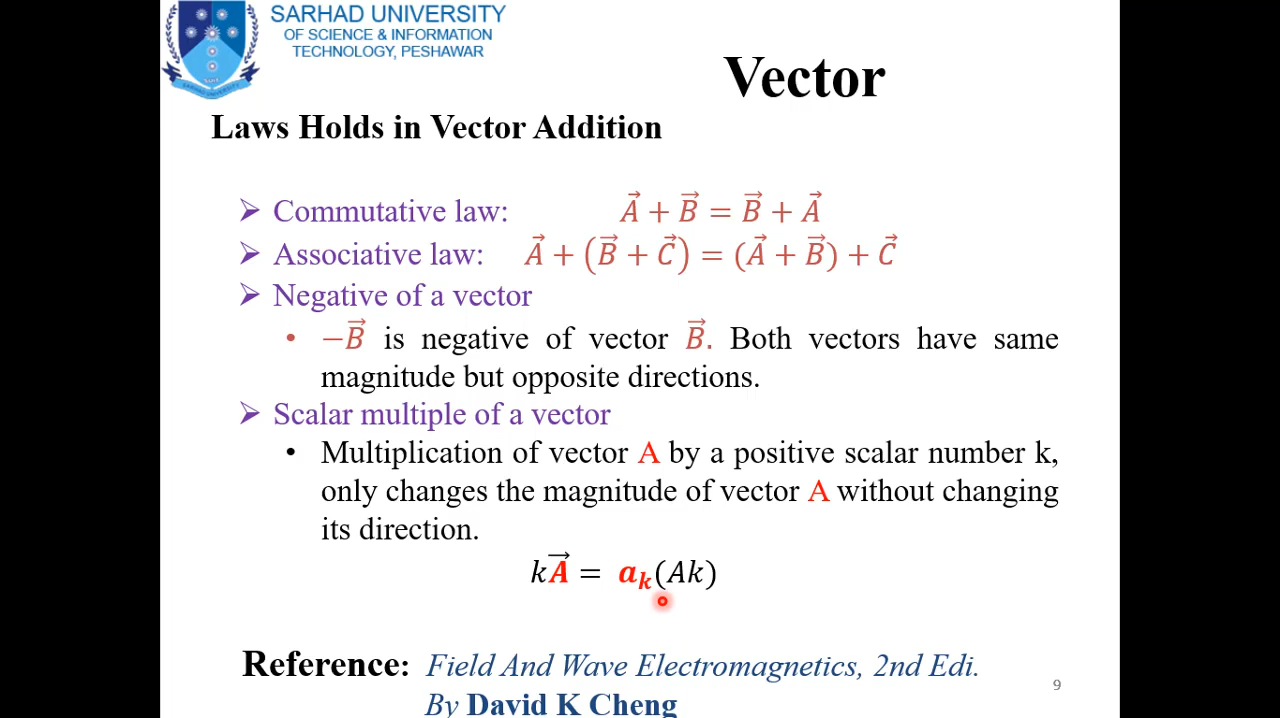 SARHAD UNIVERSITY
OF SCIENCE & INFORMATION
TECHNOLOGY, PESHAWAR
Vector
Laws Holds in Vector Addition
➢ Commutative law: A⃗ + B⃗ = B⃗ + A⃗
➢ Associative law: A⃗ + (B⃗ + C⃗) = (A⃗ + B⃗) + C⃗
➢ Negative of a vector
• −B⃗ is negative of vector B⃗. Both vectors have same
magnitude but opposite directions.
➢ Scalar multiple of a vector
• Multiplication of vector A by a positive scalar number k,
only changes the magnitude of vector A without changing
its direction.
kA⃗ = aₖ(Ak)
Reference: Field And Wave Electromagnetics, 2nd Edi.
9
By David K Cheng